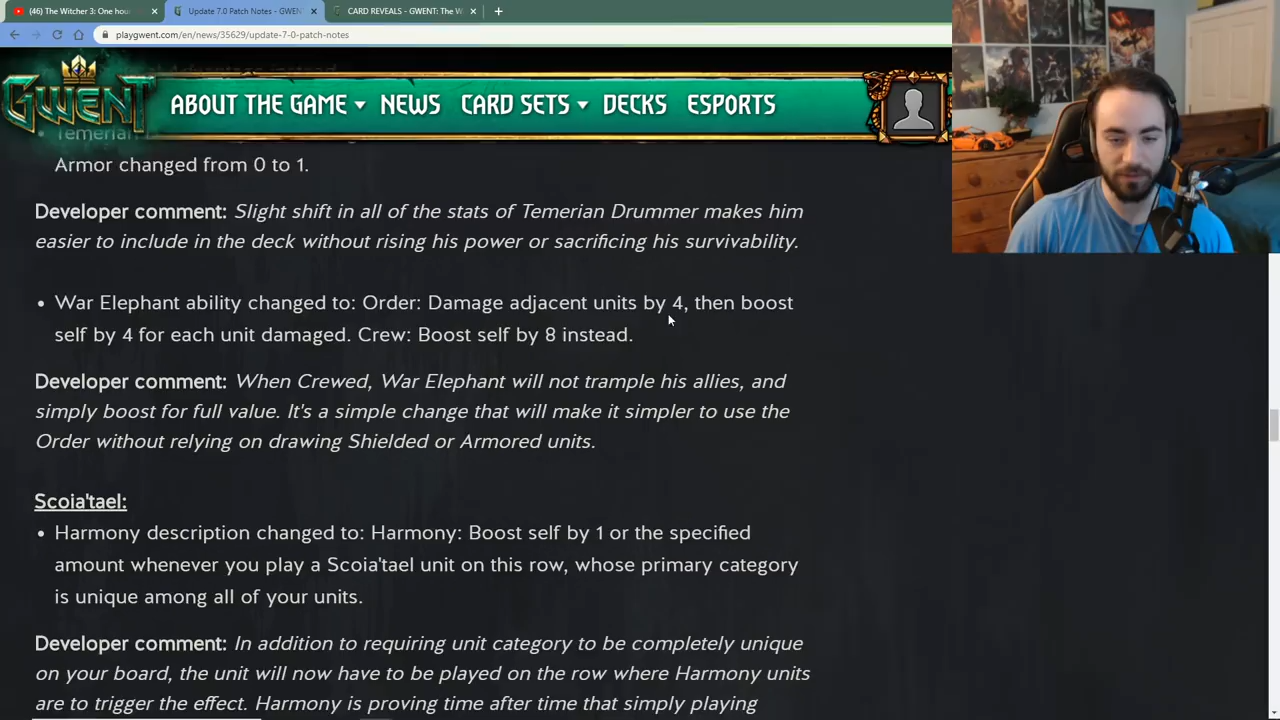 (46) The Witcher 3: One hou
Update 7.0 Patch Notes - GWEN
CARD REVEALS - GWENT: The W
playgwent.com/en/news/35629/update-7-0-patch-notes
GWENT
ABOUT THE GAME
NEWS
CARD SETS
DECKS
ESPORTS
Temerian
Armor changed from 0 to 1.
Developer comment: Slight shift in all of the stats of Temerian Drummer makes him
easier to include in the deck without rising his power or sacrificing his survivability.
• War Elephant ability changed to: Order: Damage adjacent units by 4, then boost
self by 4 for each unit damaged. Crew: Boost self by 8 instead.
Developer comment: When Crewed, War Elephant will not trample his allies, and
simply boost for full value. It's a simple change that will make it simpler to use the
Order without relying on drawing Shielded or Armored units.
Scoia'tael:
• Harmony description changed to: Harmony: Boost self by 1 or the specified
amount whenever you play a Scoia'tael unit on this row, whose primary category
is unique among all of your units.
Developer comment: In addition to requiring unit category to be completely unique
on your board, the unit will now have to be played on the row where Harmony units
are to trigger the effect. Harmony is proving time after time that simply playing